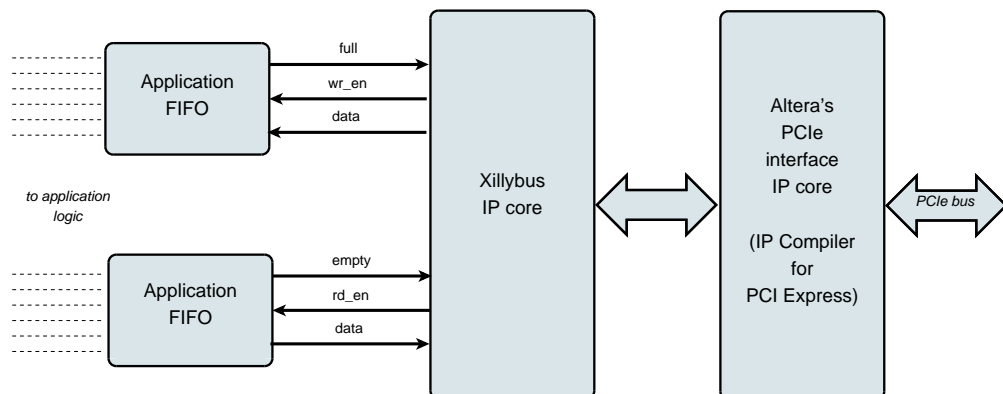 Application
FIFO
full
wr_en
data
to application
logic
Application
FIFO
empty
rd_en
data
Xillybus
IP core
Altera's
PCIe
interface
IP core
(IP Compiler
for
PCI Express)
PCIe bus